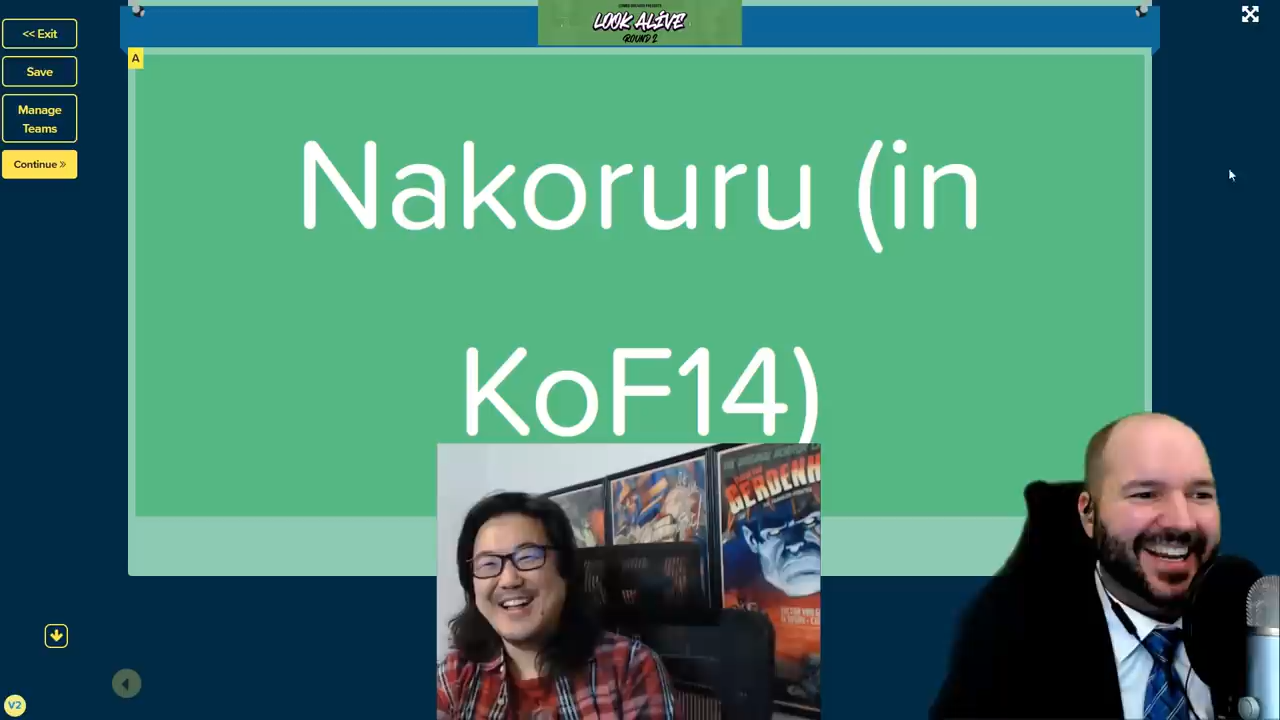 << Exit
Save
Manage
Teams
Continue »
LOOK ALIVE
ROUND 2
A
Nakoruru (in
KoF14)
V2